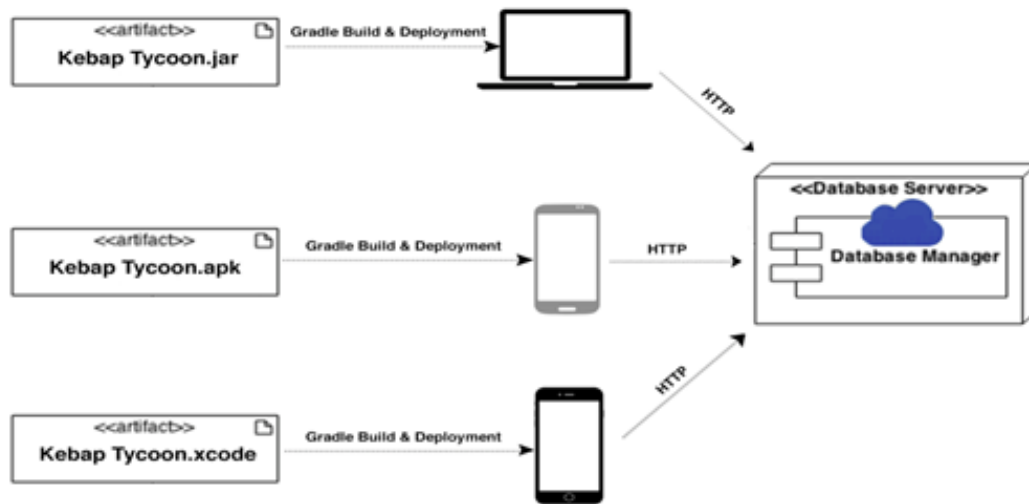 <<artifact>>
Kebap Tycoon.jar
Gradle Build & Deployment
HTTP
<<Database Server>>
Database Manager
<<artifact>>
Kebap Tycoon.apk
Gradle Build & Deployment
HTTP
<<artifact>>
Kebap Tycoon.xcode
Gradle Build & Deployment
HTTP